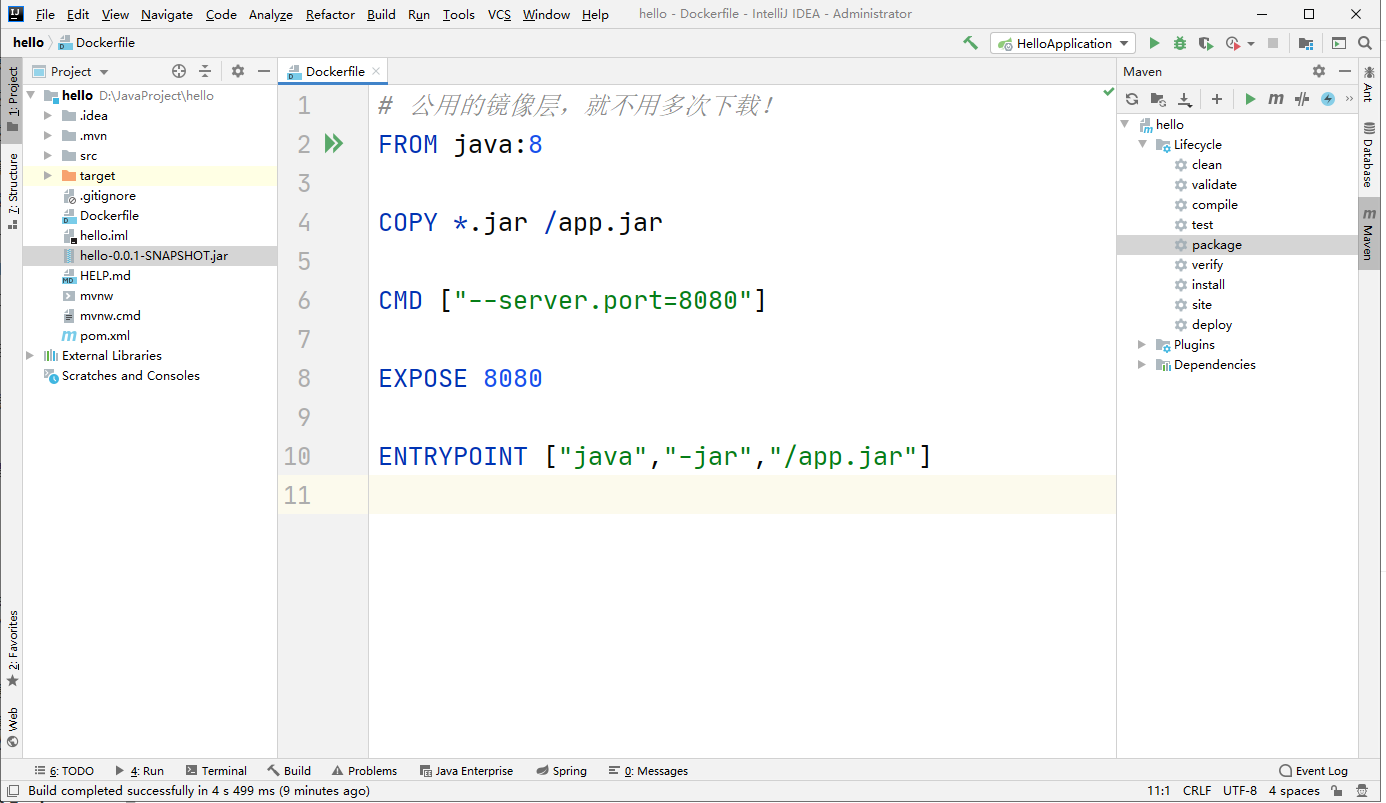 File Edit View Navigate Code Analyze Refactor Build Run Tools VCS Window Help hello - Dockerfile - IntelliJ IDEA - Administrator
hello Dockerfile HelloApplication
1: Project
7: Structure
2: Favorites
Web
Project
hello D:\JavaProject\hello
.idea
.mvn
src
target
.gitignore
Dockerfile
hello.iml
hello-0.0.1-SNAPSHOT.jar
HELP.md
mvnw
mvnw.cmd
pom.xml
External Libraries
Scratches and Consoles
Dockerfile
1 # 公用的镜像层，就不用多次下载！
2 FROM java:8
3
4 COPY *.jar /app.jar
5
6 CMD ["--server.port=8080"]
7
8 EXPOSE 8080
9
10 ENTRYPOINT ["java","-jar","/app.jar"]
11
Maven
hello
Lifecycle
clean
validate
compile
test
package
verify
install
site
deploy
Plugins
Dependencies
Ant
Database
Maven
6: TODO 4: Run Terminal Build Problems Java Enterprise Spring 0: Messages Event Log
Build completed successfully in 4 s 499 ms (9 minutes ago) 11:1 CRLF UTF-8 4 spaces